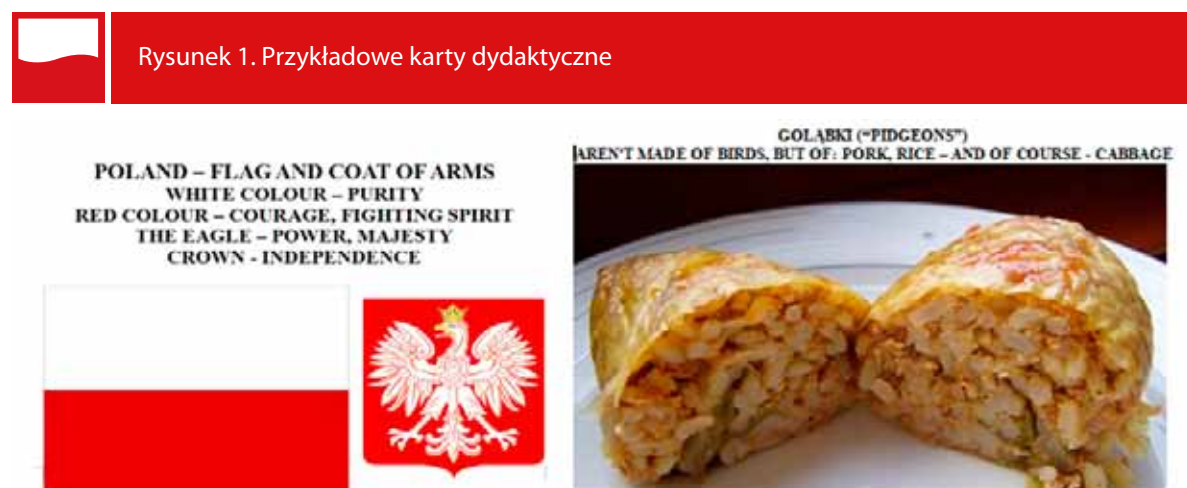 Rysunek 1. Przykładowe karty dydaktyczne
POLAND – FLAG AND COAT OF ARMS
WHITE COLOUR – PURITY
RED COLOUR – COURAGE, FIGHTING SPIRIT
THE EAGLE – POWER, MAJESTY
CROWN - INDEPENDENCE
GOLĄBKI (“PIDGEONS”)
AREN'T MADE OF BIRDS, BUT OF: PORK, RICE – AND OF COURSE - CABBAGE